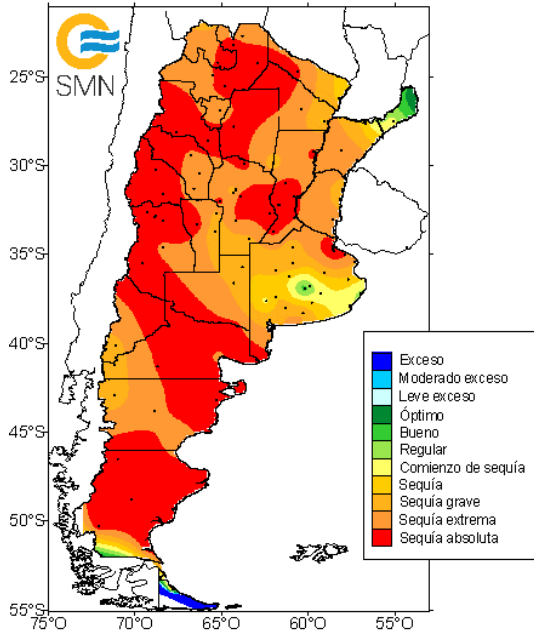 SMN
25°S
30°S
35°S
40°S
45°S
50°S
55°S
75°O
70°O
65°O
60°O
55°O
Exceso
Moderado exceso
Leve exceso
Óptimo
Bueno
Regular
Comienzo de sequía
Sequía
Sequía grave
Sequía extrema
Sequía absoluta